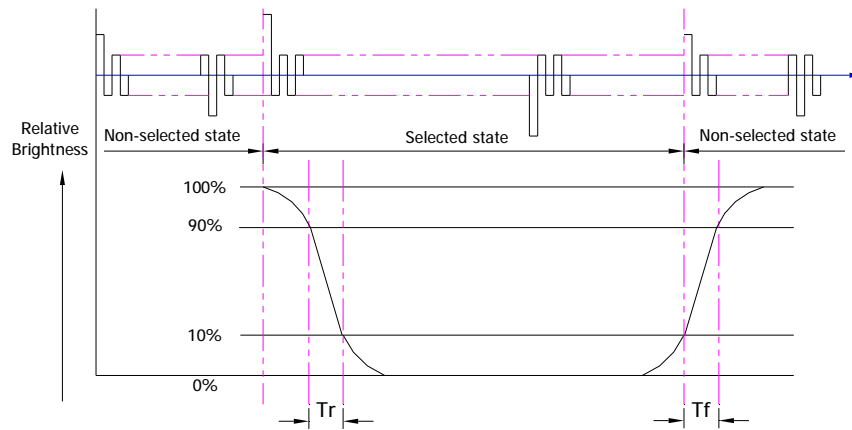 Relative
Brightness
Non-selected state
Selected state
Non-selected state
100%
90%
10%
0%
Tr
Tf